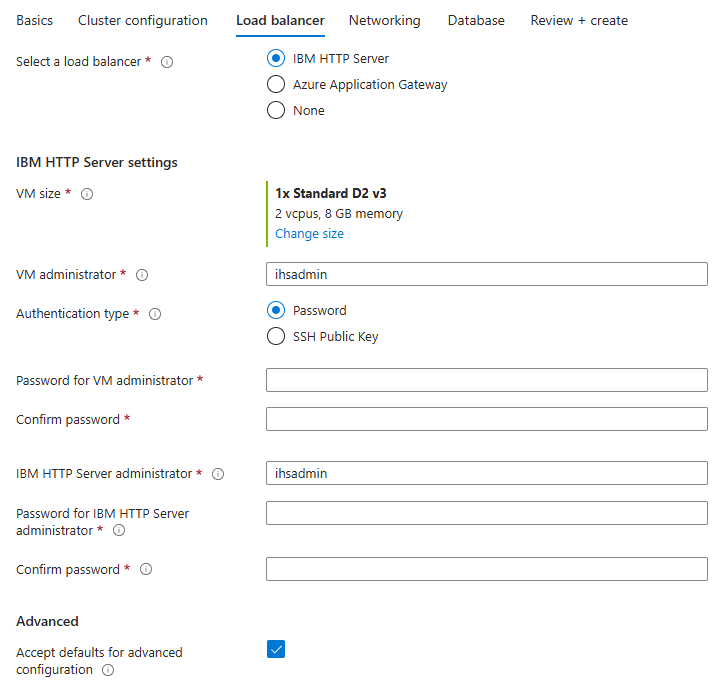 Basics Cluster configuration Load balancer Networking Database Review + create
Select a load balancer *
IBM HTTP Server
Azure Application Gateway
None
IBM HTTP Server settings
VM size *
1x Standard D2 v3
2 vcpus, 8 GB memory
Change size
VM administrator *
ihsadmin
Authentication type *
Password
SSH Public Key
Password for VM administrator *
Confirm password *
IBM HTTP Server administrator *
ihsadmin
Password for IBM HTTP Server
administrator *
Confirm password *
Advanced
Accept defaults for advanced
configuration